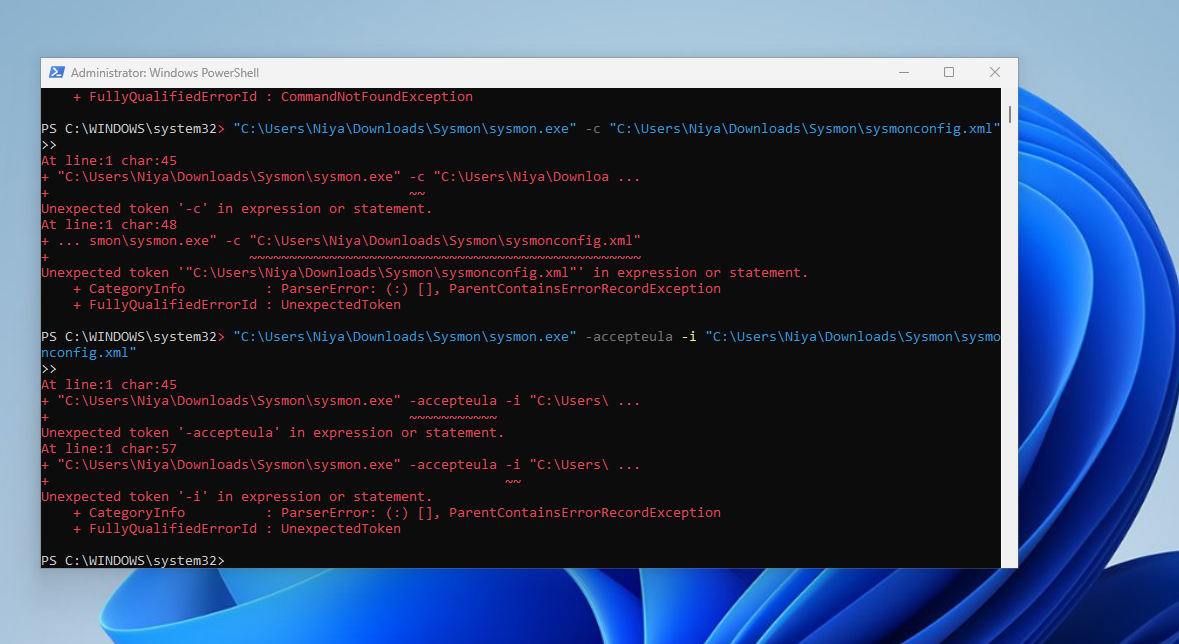 Administrator: Windows PowerShell
    + FullyQualifiedErrorId : CommandNotFoundException
PS C:\WINDOWS\system32> "C:\Users\Niya\Downloads\Sysmon\sysmon.exe" -c "C:\Users\Niya\Downloads\Sysmon\sysmonconfig.xml"
>>
At line:1 char:45
+ "C:\Users\Niya\Downloads\Sysmon\sysmon.exe" -c "C:\Users\Niya\Downloa ...
+                                             ~~
Unexpected token '-c' in expression or statement.
At line:1 char:48
+ ... smon\sysmon.exe" -c "C:\Users\Niya\Downloads\Sysmon\sysmonconfig.xml"
+                         ~~~~~~~~~~~~~~~~~~~~~~~~~~~~~~~~~~~~~~~~~~~~~~~~~
Unexpected token '"C:\Users\Niya\Downloads\Sysmon\sysmonconfig.xml"' in expression or statement.
    + CategoryInfo          : ParserError: (:) [], ParentContainsErrorRecordException
    + FullyQualifiedErrorId : UnexpectedToken
PS C:\WINDOWS\system32> "C:\Users\Niya\Downloads\Sysmon\sysmon.exe" -accepteula -i "C:\Users\Niya\Downloads\Sysmon\sysmo
nconfig.xml"
>>
At line:1 char:45
+ "C:\Users\Niya\Downloads\Sysmon\sysmon.exe" -accepteula -i "C:\Users\ ...
+                                             ~~~~~~~~~~~
Unexpected token '-accepteula' in expression or statement.
At line:1 char:57
+ "C:\Users\Niya\Downloads\Sysmon\sysmon.exe" -accepteula -i "C:\Users\ ...
+                                                         ~~
Unexpected token '-i' in expression or statement.
    + CategoryInfo          : ParserError: (:) [], ParentContainsErrorRecordException
    + FullyQualifiedErrorId : UnexpectedToken
PS C:\WINDOWS\system32>